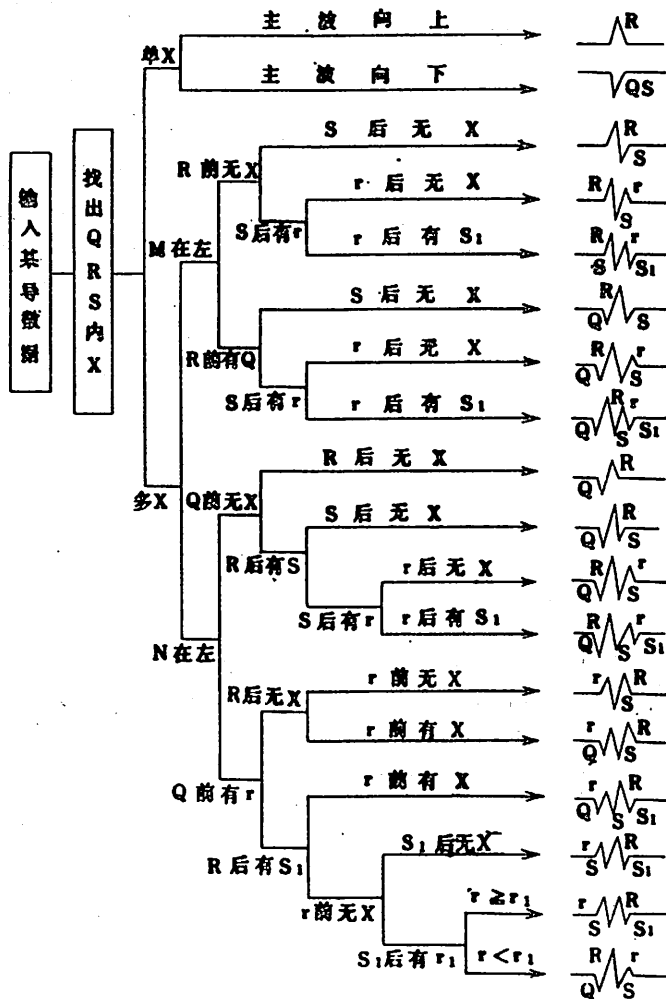 输入某导数据
找出QRS内X
单X
主波向上
R
主波向下
QS
多X
M在左
R前无X
S后无X
R
S
S后有r
r后无X
R r
S
r后有S1
R r
S S1
R前有Q
S后无X
R
Q S
S后有r
r后无X
R r
Q S
r后有S1
R r
Q S S1
N在左
Q前无X
R后无X
R
Q
R后有S
S后无X
R
Q S
S后有r
r后无X
R r
Q S
r后有S1
R r
Q S S1
Q前有r
R后无X
r前无X
r R
S
r前有X
r R
Q S
R后有S1
r前有X
r R
Q S S1
r前无X
S1后无X
r R
S S1
S1后有r1
r≥r1
r R
S S1
r<r1
R r
Q S